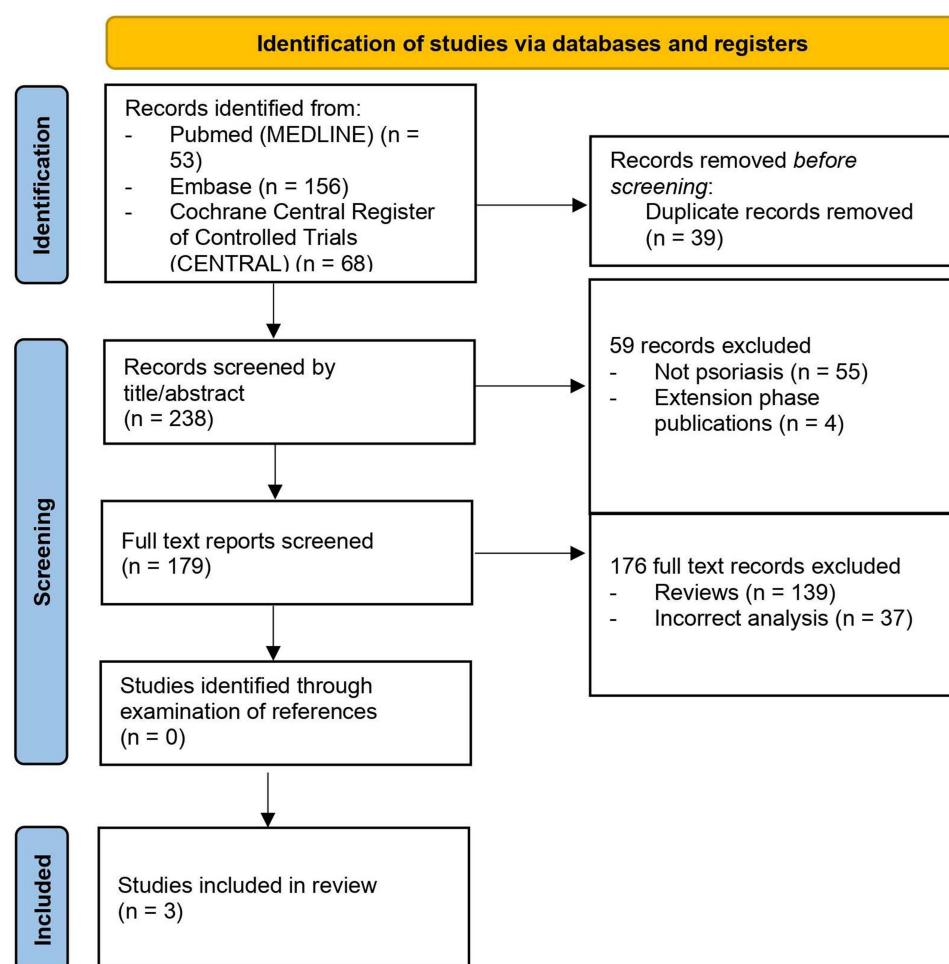 Identification of studies via databases and registers
Identification
Records identified from:
- Pubmed (MEDLINE) (n =
53)
- Embase (n = 156)
- Cochrane Central Register
of Controlled Trials
(CENTRAL) (n = 68)
Records removed before
screening:
Duplicate records removed
(n = 39)
Screening
Records screened by
title/abstract
(n = 238)
59 records excluded
- Not psoriasis (n = 55)
- Extension phase
publications (n = 4)
Full text reports screened
(n = 179)
176 full text records excluded
- Reviews (n = 139)
- Incorrect analysis (n = 37)
Studies identified through
examination of references
(n = 0)
Included
Studies included in review
(n = 3)